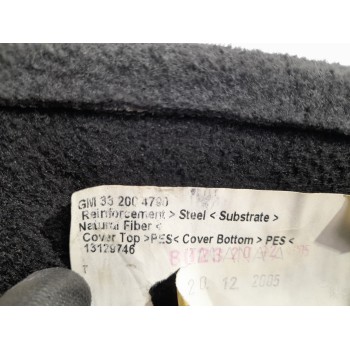 GM 33 200 4790
Reinforcement > Steel < Substrate >
Natural Fiber <
Cover Top >PES< Cover Bottom > PES <
13129746
20 12 2005